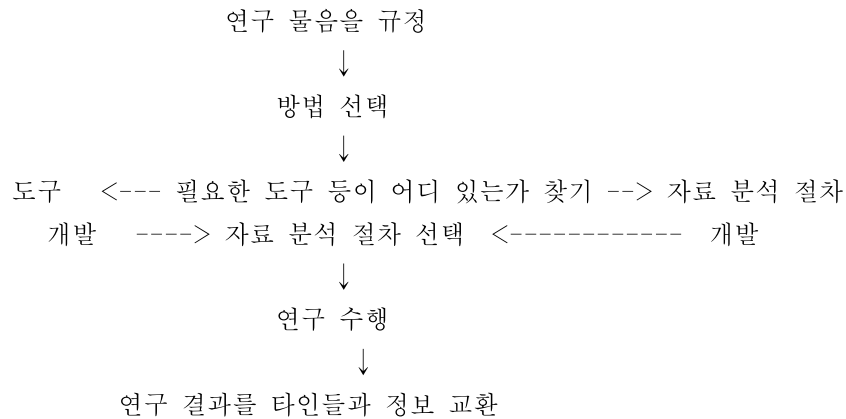 연구 물음을 규정
↓
방법 선택
↓
도구 <--- 필요한 도구 등이 어디 있는가 찾기 --> 자료 분석 절차
개발 ----> 자료 분석 절차 선택 <------------ 개발
↓
연구 수행
↓
연구 결과를 타인들과 정보 교환